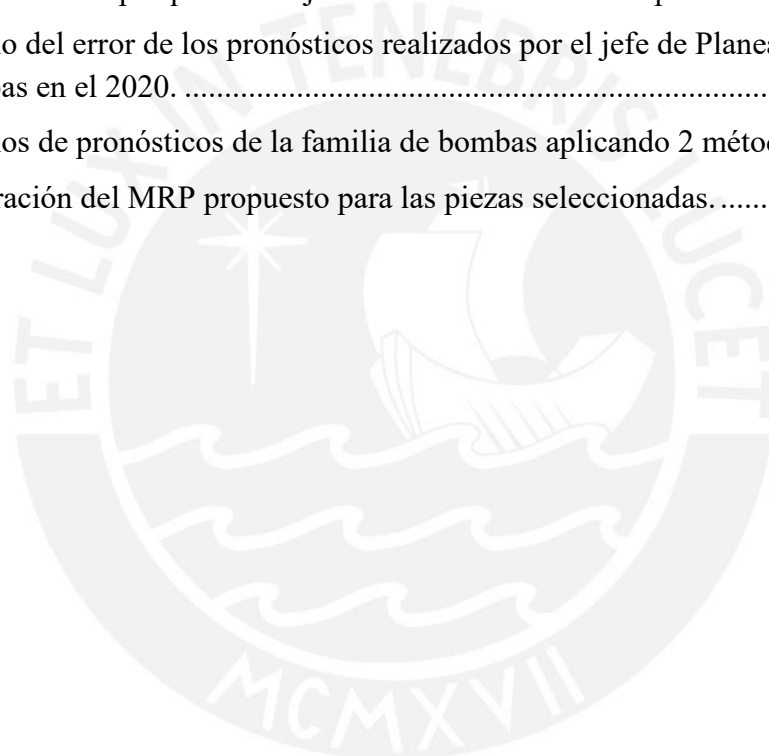 no del error de los pronósticos realizados por el jefe de Planea
as en el 2020. ................................................................................
os de pronósticos de la familia de bombas aplicando 2 métod
ración del MRP propuesto para las piezas seleccionadas. ......
ET LUX IN TENEBRIS LUCET
MCMXVII